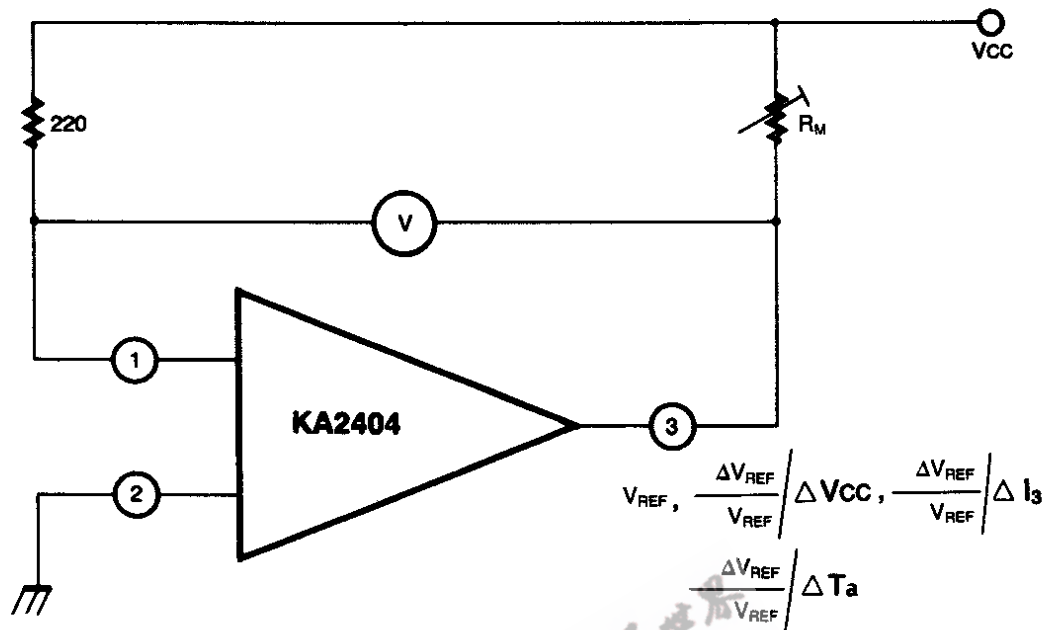 VCC
220
RM
V
1
KA2404
3
2
VREF, ΔVREF/VREF / ΔVCC, ΔVREF/VREF / ΔI3
ΔVREF/VREF / ΔTa